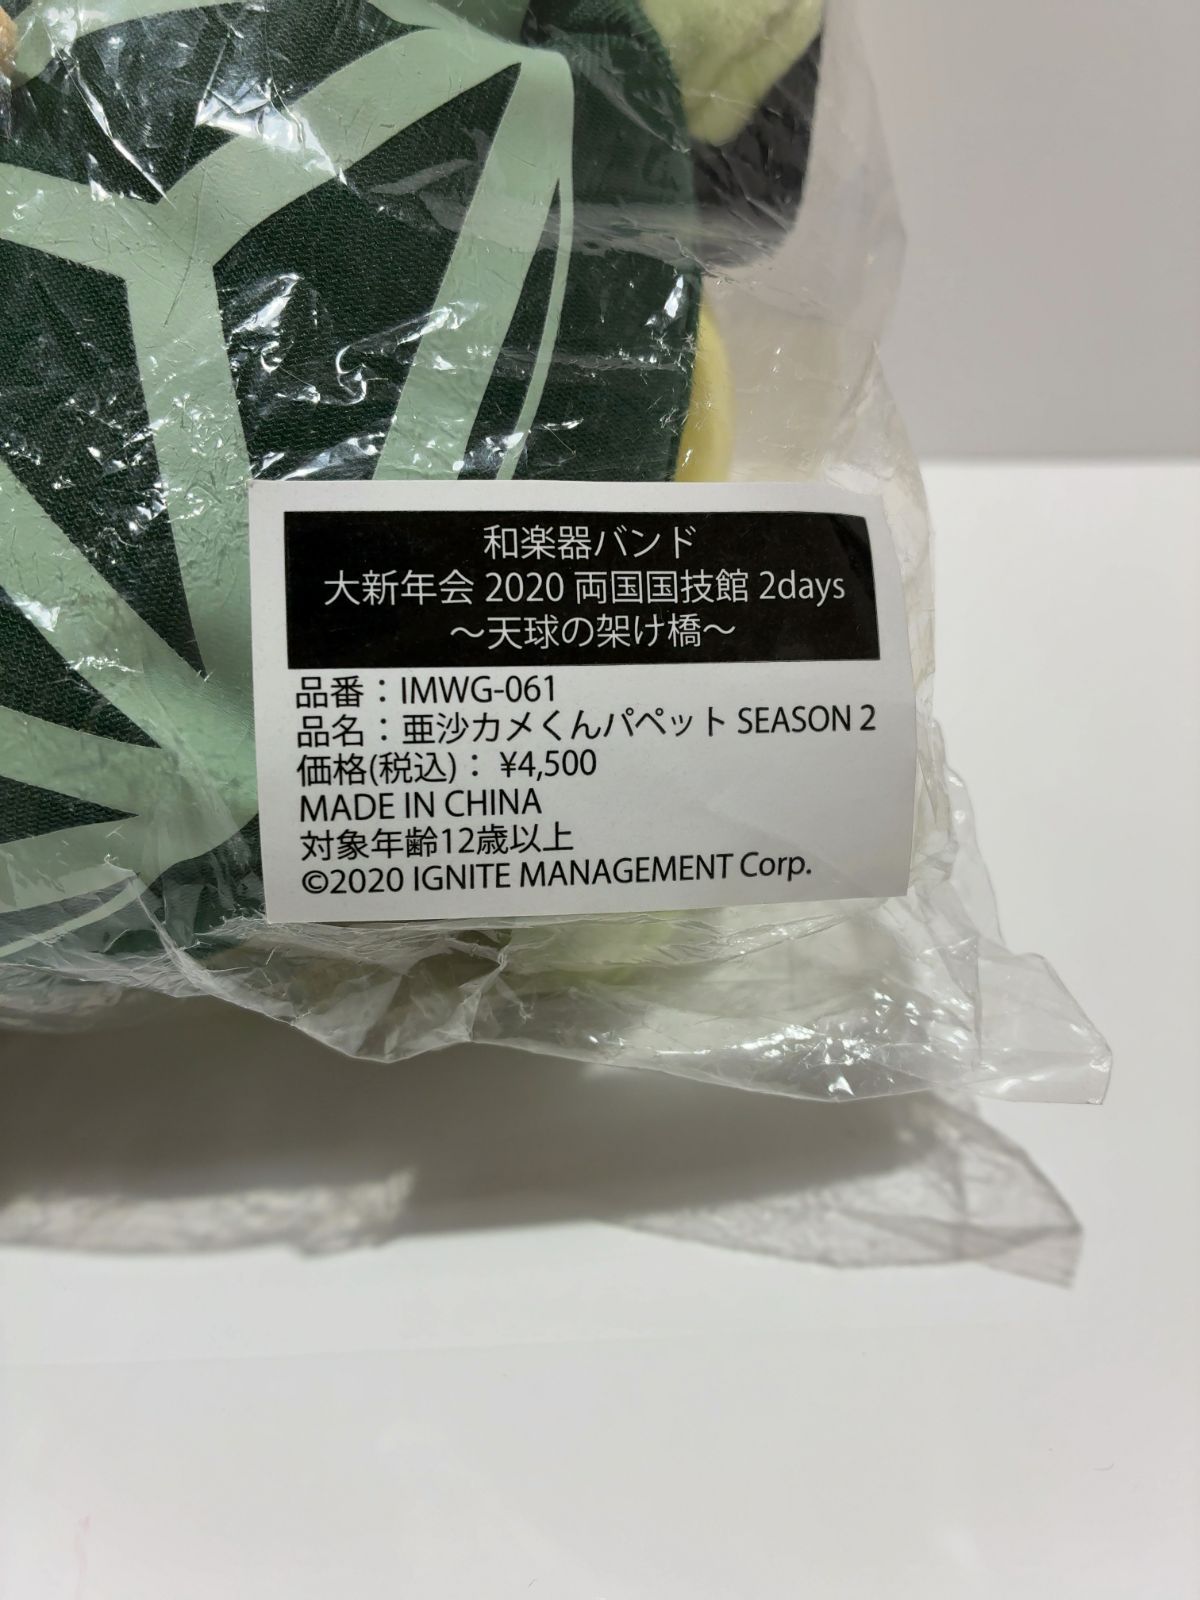 和楽器バンド
大新年会 2020 両国国技館 2days
～天球の架け橋～
品番：IMWG-061
品名：亜沙カメくんパペット SEASON 2
価格(税込)： ¥4,500
MADE IN CHINA
対象年齢12歳以上
©2020 IGNITE MANAGEMENT Corp.